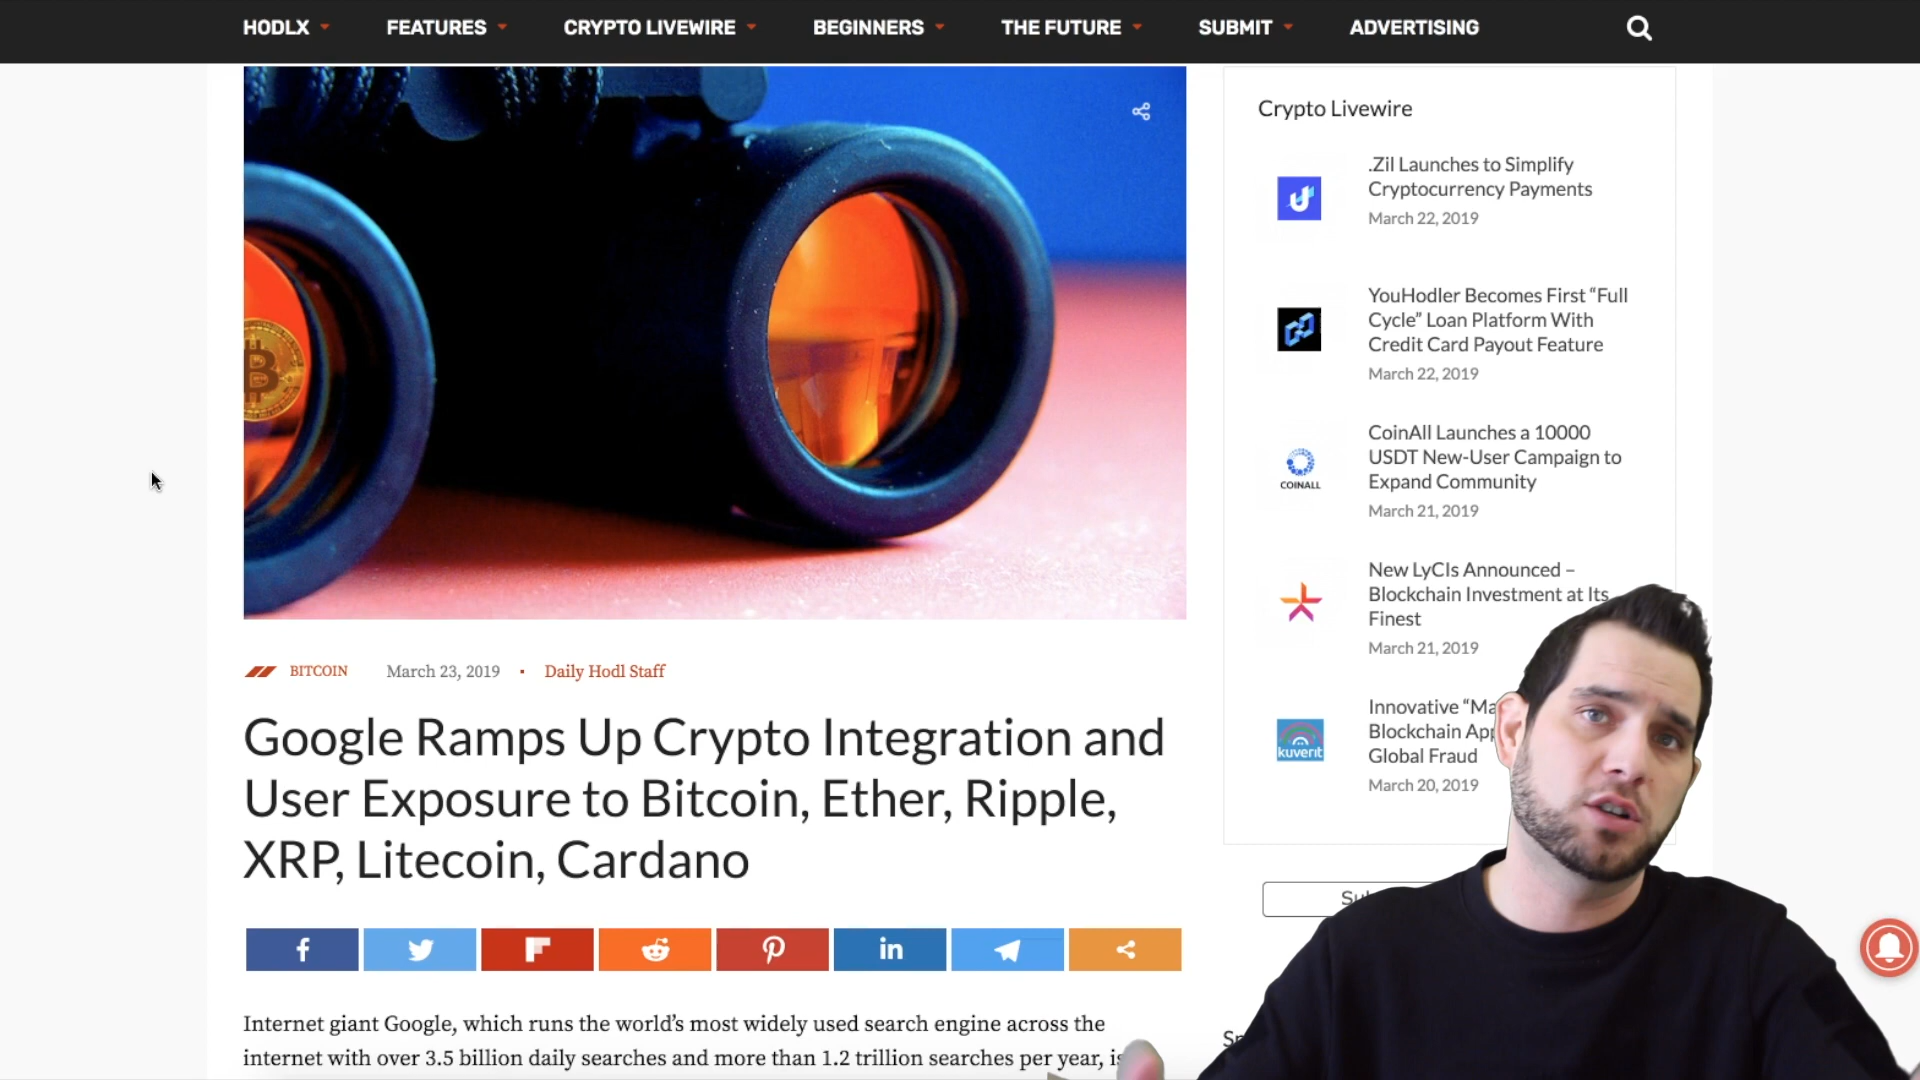 HODLX
FEATURES
CRYPTO LIVEWIRE
BEGINNERS
THE FUTURE
SUBMIT
ADVERTISING
BITCOIN
March 23, 2019
Daily Hodl Staff
Google Ramps Up Crypto Integration and
User Exposure to Bitcoin, Ether, Ripple,
XRP, Litecoin, Cardano
f
in
Internet giant Google, which runs the world’s most widely used search engine across the
internet with over 3.5 billion daily searches and more than 1.2 trillion searches per year,
Crypto Livewire
.Zil Launches to Simplify
Cryptocurrency Payments
March 22, 2019
YouHodler Becomes First “Full
Cycle” Loan Platform With
Credit Card Payout Feature
March 22, 2019
COINALL
CoinAll Launches a 10000
USDT New-User Campaign to
Expand Community
March 21, 2019
New LyCIs Announced –
Blockchain Investment at Its
Finest
March 21, 2019
kuverit
Innovative
Blockchain
Global Fraud
March 20, 2019